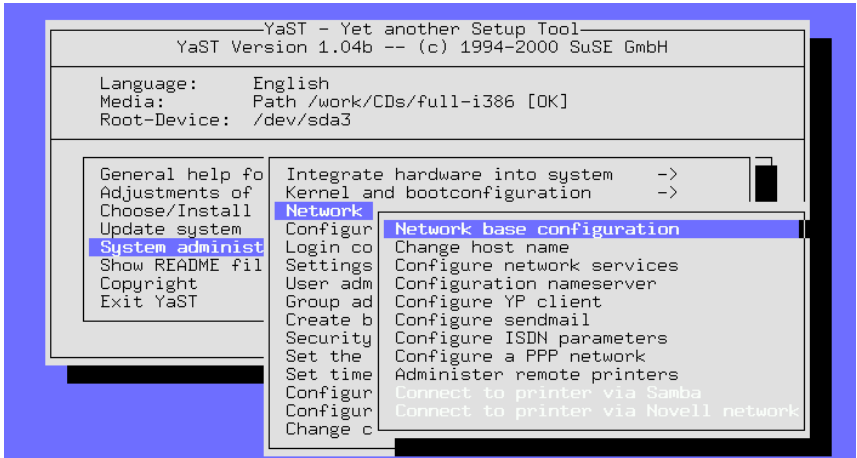 YaST - Yet another Setup Tool
YaST Version 1.04b -- (c) 1994-2000 SuSE GmbH
Language: English
Media: Path /work/CDs/full-i386 [OK]
Root-Device: /dev/sda3
General help fo
Adjustments of
Choose/Install
Update system
System administ
Show README fil
Copyright
Exit YaST
Integrate hardware into system ->
Kernel and bootconfiguration ->
Network
Configur
Login co
Settings
User adm
Group ad
Create b
Security
Set the
Set time
Configur
Configur
Change c
Network base configuration
Change host name
Configure network services
Configuration nameserver
Configure YP client
Configure sendmail
Configure ISDN parameters
Configure a PPP network
Administer remote printers
Connect to printer via Samba
Connect to printer via Novell network